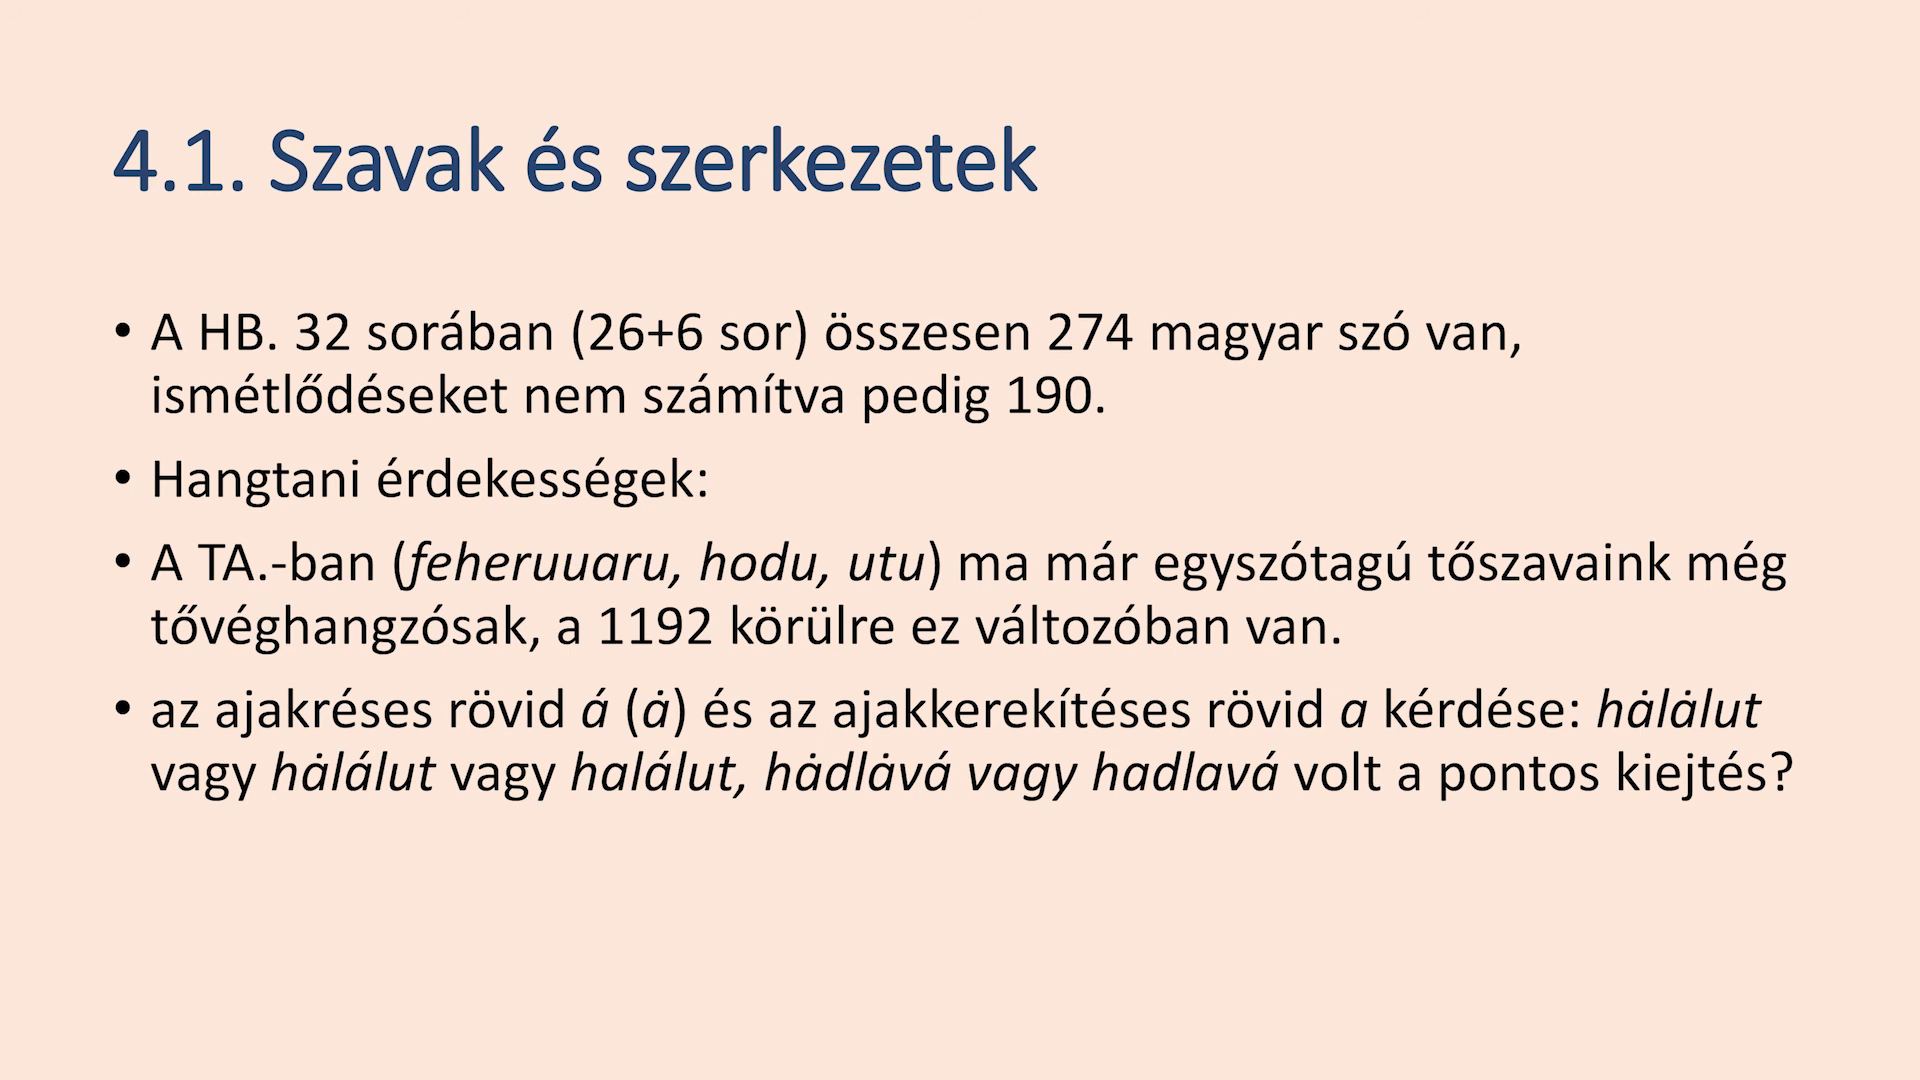 4.1. Szavak és szerkezetek
• A HB. 32 sorában (26+6 sor) összesen 274 magyar szó van,
ismétlődéseket nem számítva pedig 190.
• Hangtani érdekességek:
• A TA.-ban (feheruuaru, hodu, utu) ma már egyszótagú tőszavaink még
tővéghangzósak, a 1192 körülre ez változóban van.
• az ajakréses rövid á (ȧ) és az ajakkerekítéses rövid a kérdése: hȧlȧlut
vagy hȧlálut vagy halálut, hȧdlȧvá vagy hadlavá volt a pontos kiejtés?